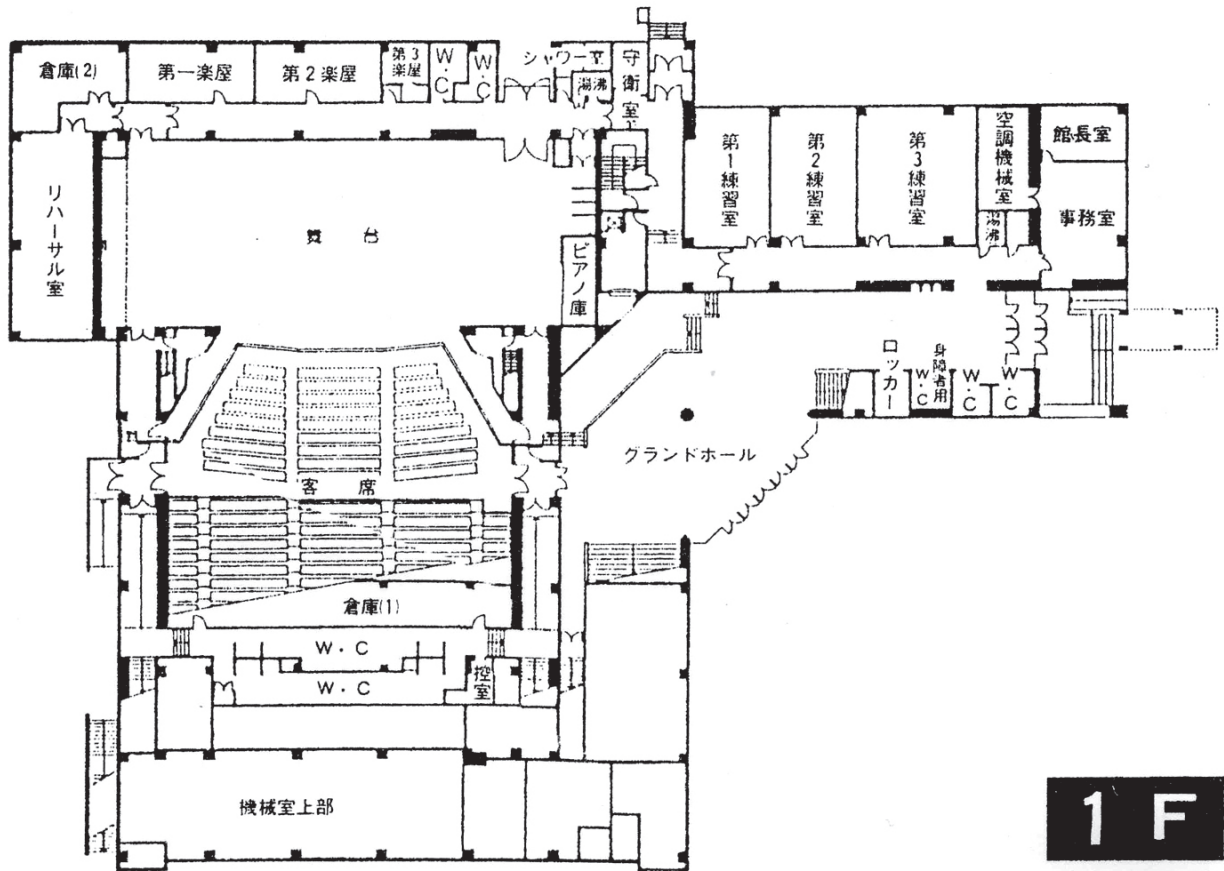 倉庫(2)
第一楽屋
第2楽屋
第3楽屋
W・C
W・C
シャワー室
湯沸
守衛室
第1練習室
第2練習室
第3練習室
空調機械室
湯沸
館長室
事務室
リハーサル室
舞台
ピアノ庫
ロッカー
身障者用
W・C
W・C
W・C
グランドホール
客席
倉庫(1)
W・C
W・C
控室
機械室上部
1F